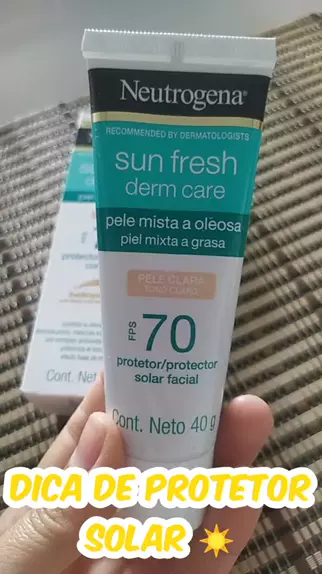 Neutrogena®
RECOMMENDED BY DERMATOLOGISTS
sun fresh
derm care
pele mista a oleosa
piel mixta a grasa
PELE CLARA
TONO CLARO
FPS 70
protetor/protector
solar facial
Cont. Neto 40 g
protetor
Cont. Net
DICA DE PROTETOR
SOLAR ☀️